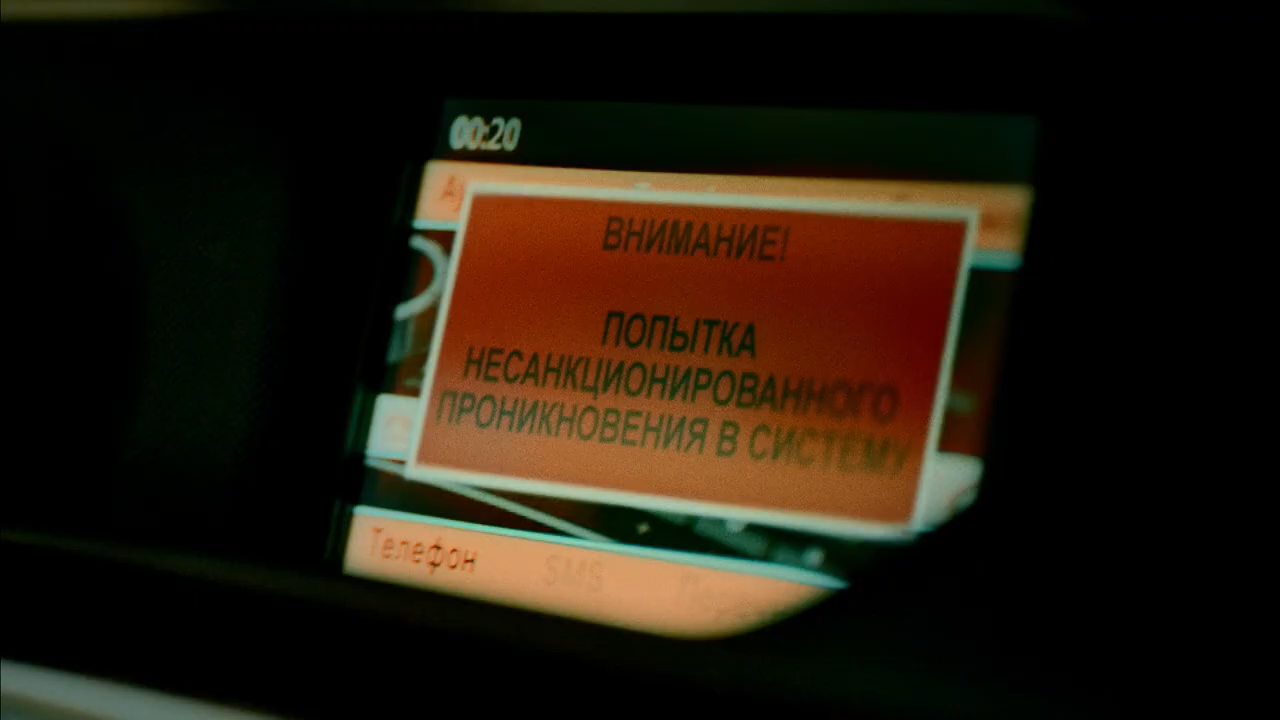 00:20
ВНИМАНИЕ!
ПОПЫТКА
НЕСАНКЦИОНИРОВАННОГО
ПРОНИКНОВЕНИЯ В СИСТЕМУ
Телефон SMS